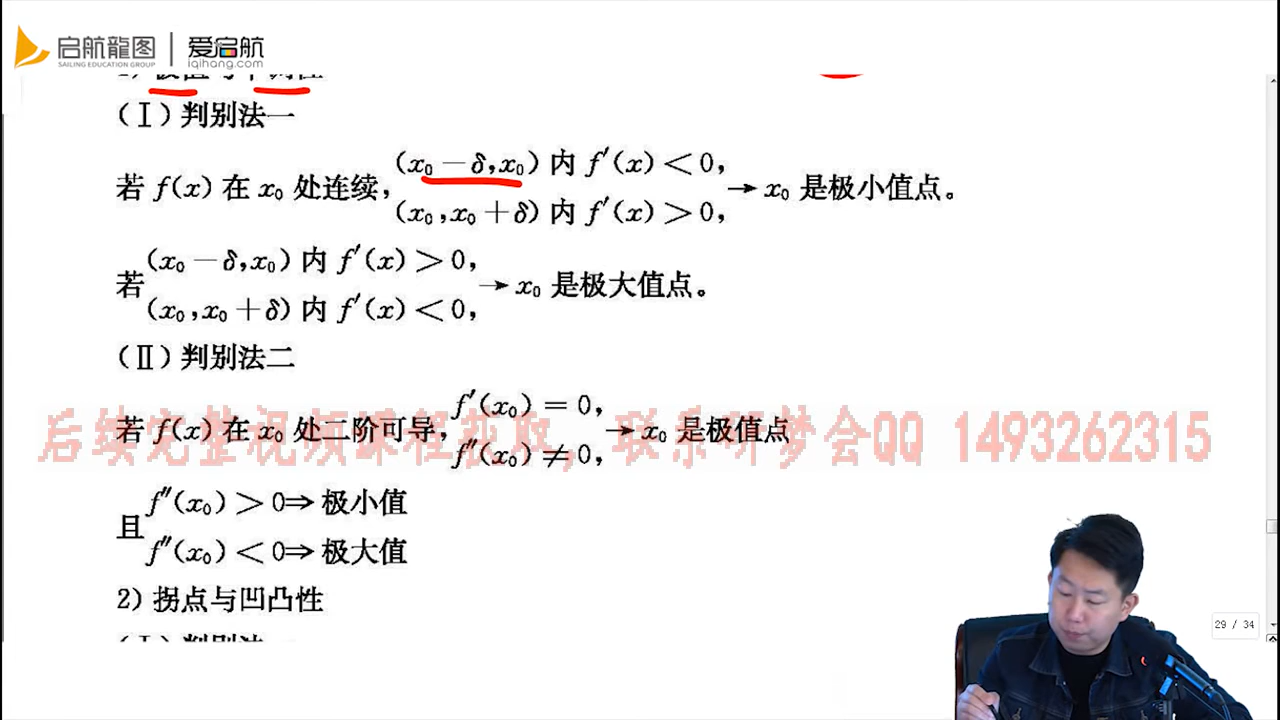 启航龍图 爱启航
SAILING EDUCATION GROUP iqihang.com
(Ⅰ) 判别法一
若 f(x) 在 x₀ 处连续, (x₀－δ,x₀) 内 f′(x)＜0, → x₀ 是极小值点。
(x₀,x₀＋δ) 内 f′(x)＞0,
若 (x₀－δ,x₀) 内 f′(x)＞0, → x₀ 是极大值点。
(x₀,x₀＋δ) 内 f′(x)＜0,
(Ⅱ) 判别法二
若 f(x) 在 x₀ 处二阶可导, f′(x₀)＝0, → x₀ 是极值点
f″(x₀)≠0,
后续完整视频课程获取，联系研梦会QQ 1493262315
且 f″(x₀)＞0⇒ 极小值
f″(x₀)＜0⇒ 极大值
2) 拐点与凹凸性
29 / 34